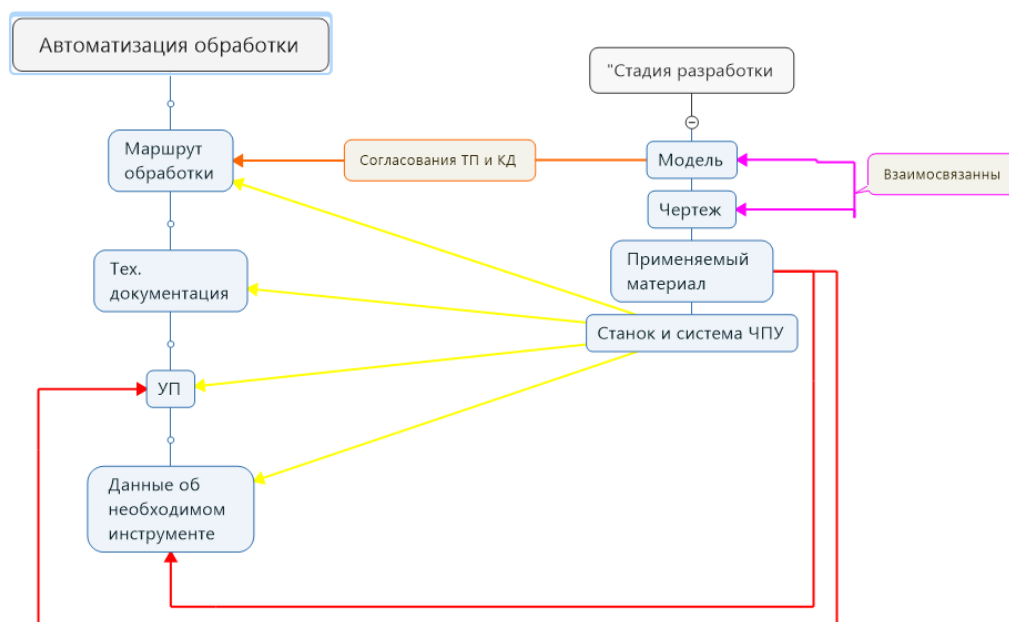 Автоматизация обработки
"Стадия разработки
Маршрут
обработки
Согласования ТП и КД
Модель
Взаимосвязанны
Чертеж
Тех.
документация
Применяемый
материал
Станок и система ЧПУ
УП
Данные об
необходимом
инструменте